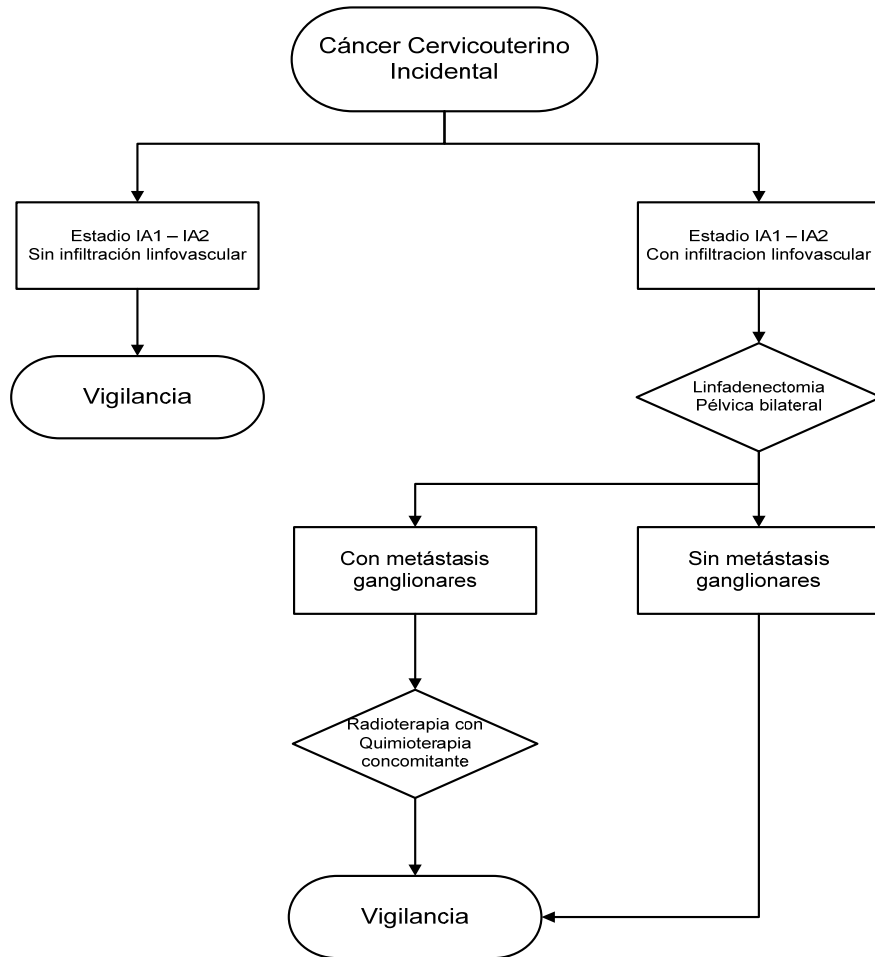 Cáncer Cervicouterino
Incidental
Estadio IA1 – IA2
Sin infiltración linfovascular
Estadio IA1 – IA2
Con infiltracion linfovascular
Vigilancia
Linfadenectomia
Pélvica bilateral
Con metástasis
ganglionares
Sin metástasis
ganglionares
Radioterapia con
Quimioterapia
concomitante
Vigilancia